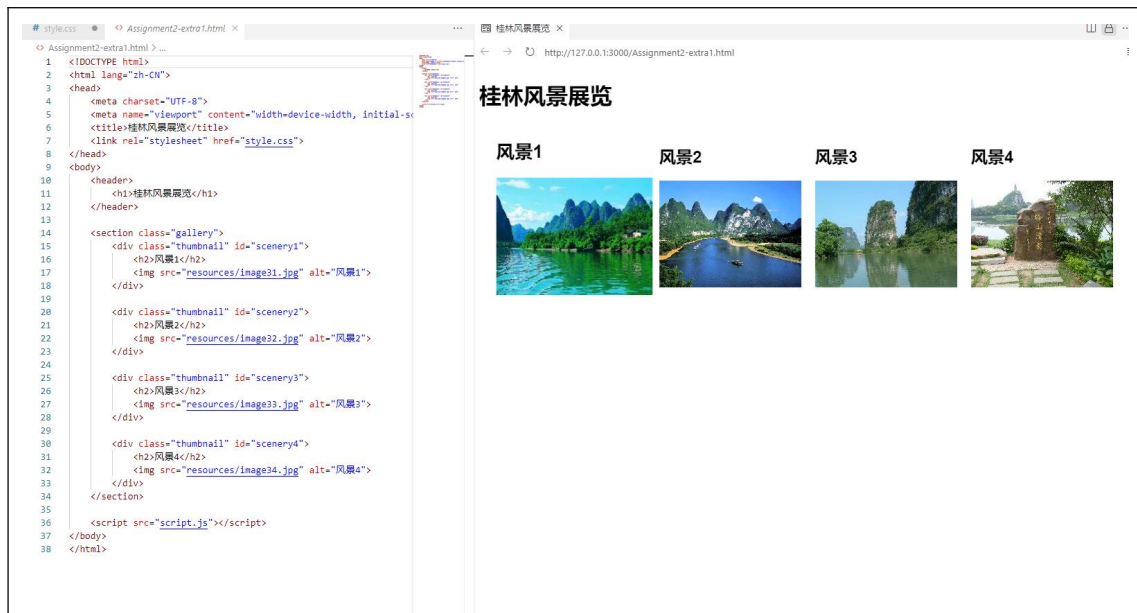 # style.css
<> Assignment2-extra1.html ×
<> Assignment2-extra1.html > ...
1 <!DOCTYPE html>
2 <html lang="zh-CN">
3 <head>
4 <meta charset="UTF-8">
5 <meta name="viewport" content="width=device-width, initial-sc
6 <title>桂林风景展览</title>
7 <link rel="stylesheet" href="style.css">
8 </head>
9 <body>
10 <header>
11 <h1>桂林风景展览</h1>
12 </header>
13
14 <section class="gallery">
15 <div class="thumbnail" id="scenery1">
16 <h2>风景1</h2>
17 <img src="resources/image31.jpg" alt="风景1">
18 </div>
19
20 <div class="thumbnail" id="scenery2">
21 <h2>风景2</h2>
22 <img src="resources/image32.jpg" alt="风景2">
23 </div>
24
25 <div class="thumbnail" id="scenery3">
26 <h2>风景3</h2>
27 <img src="resources/image33.jpg" alt="风景3">
28 </div>
29
30 <div class="thumbnail" id="scenery4">
31 <h2>风景4</h2>
32 <img src="resources/image34.jpg" alt="风景4">
33 </div>
34 </section>
35
36 <script src="script.js"></script>
37 </body>
38 </html>
桂林风景展览 ×
http://127.0.0.1:3000/Assignment2-extra1.html
桂林风景展览
风景1
风景2
风景3
风景4